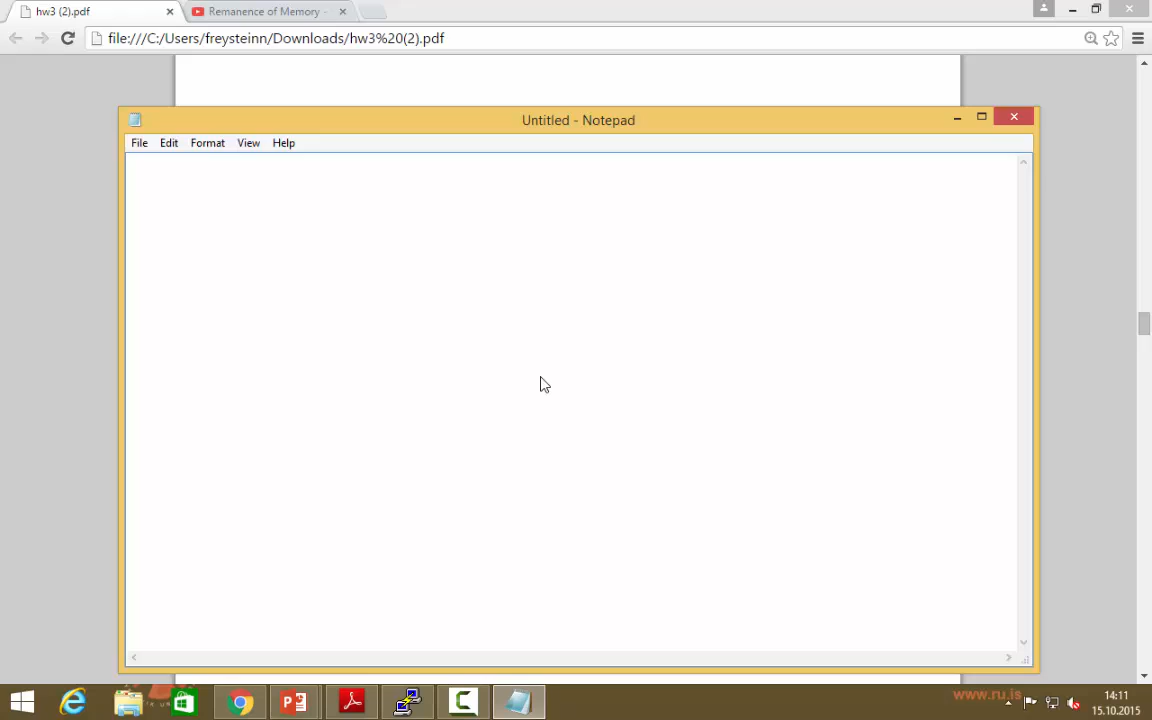 hw3 (2).pdf
Remanence of Memory -
file:///C:/Users/freysteinn/Downloads/hw3%20(2).pdf
Untitled - Notepad
File Edit Format View Help
www.ru.is
14:11
15.10.2015